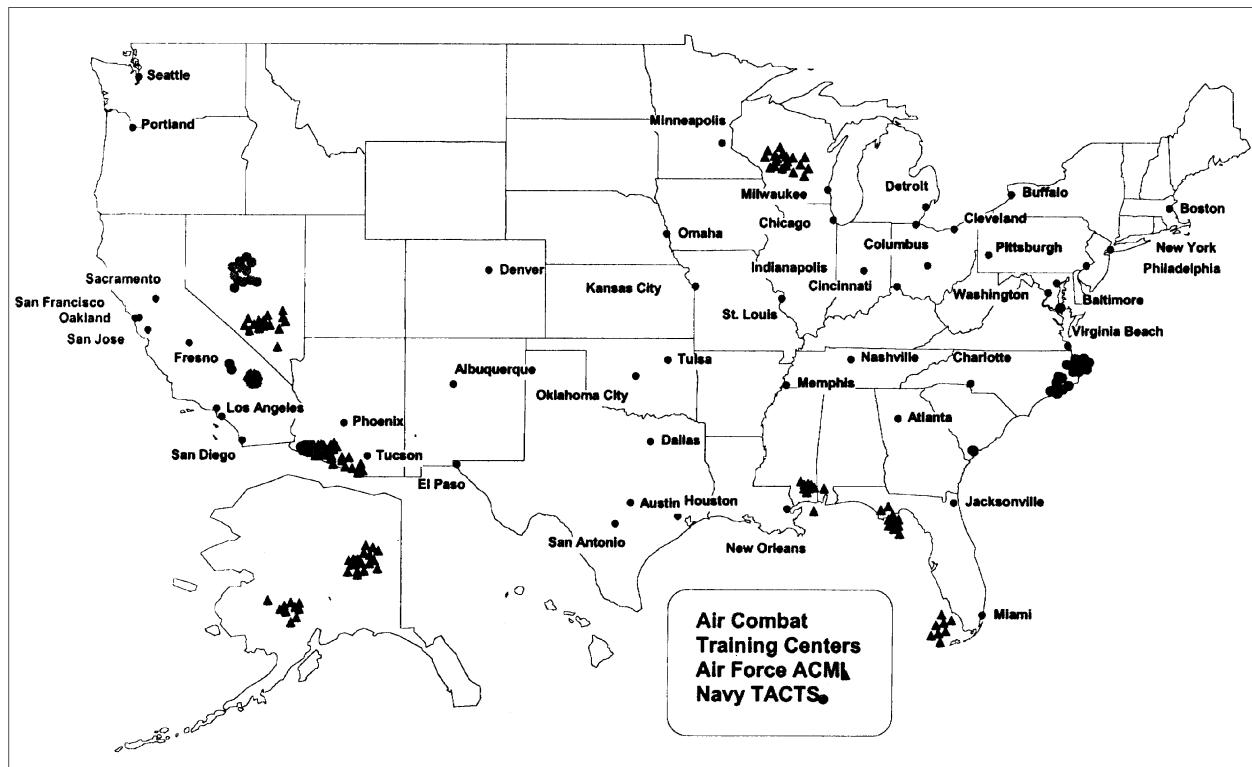 Seattle
Portland
Minneapolis
Milwaukee
Detroit
Buffalo
Boston
Chicago
Cleveland
Omaha
Columbus
Pittsburgh
New York
Philadelphia
Denver
Indianapolis
Cincinnati
Kansas City
Washington
Baltimore
Sacramento
San Francisco
Oakland
San Jose
St. Louis
Virginia Beach
Fresno
Albuquerque
Tulsa
Nashville
Charlotte
Oklahoma City
Memphis
Los Angeles
Phoenix
Atlanta
San Diego
Tucson
Dallas
El Paso
Austin
Houston
Jacksonville
San Antonio
New Orleans
Miami
Air Combat
Training Centers
Air Force ACMI
Navy TACTS